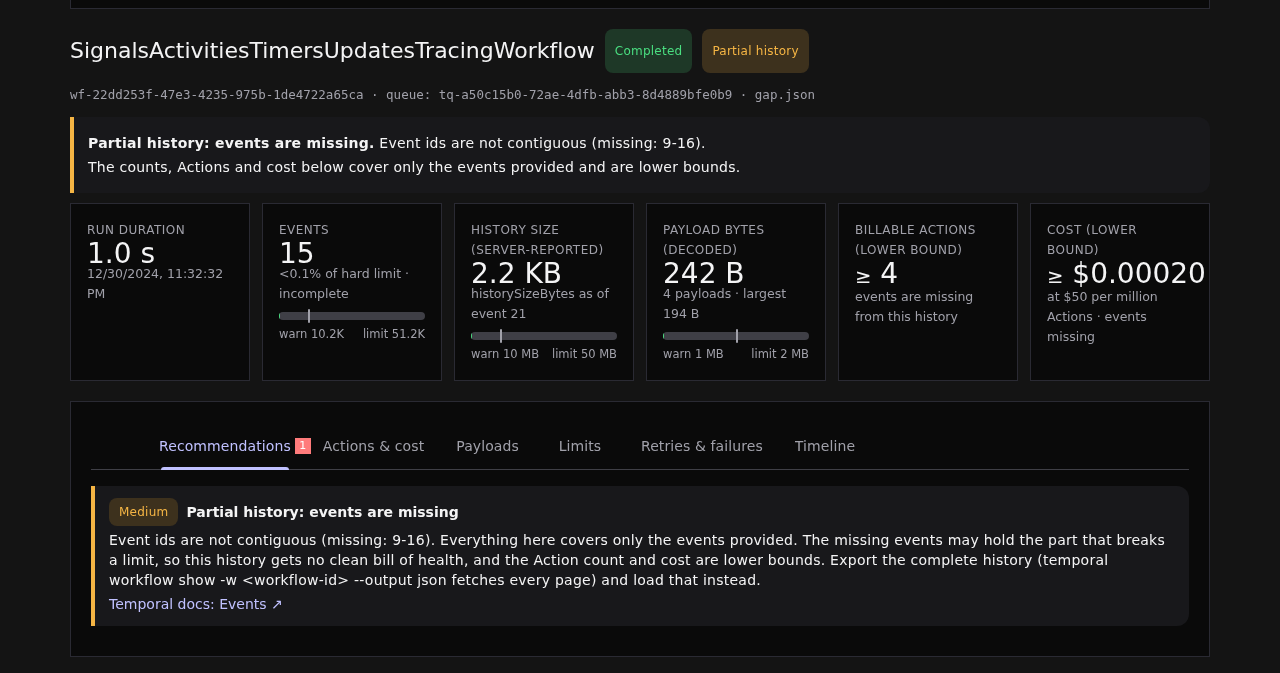 SignalsActivitiesTimersUpdatesTracingWorkflow Completed Partial history
wf-22dd253f-47e3-4235-975b-1de4722a65ca · queue: tq-a50c15b0-72ae-4dfb-abb3-8d4889bfe0b9 · gap.json
Partial history: events are missing. Event ids are not contiguous (missing: 9-16).
The counts, Actions and cost below cover only the events provided and are lower bounds.
RUN DURATION
1.0 s
12/30/2024, 11:32:32
PM
EVENTS
15
<0.1% of hard limit ·
incomplete
warn 10.2K limit 51.2K
HISTORY SIZE
(SERVER-REPORTED)
2.2 KB
historySizeBytes as of
event 21
warn 10 MB limit 50 MB
PAYLOAD BYTES
(DECODED)
242 B
4 payloads · largest
194 B
warn 1 MB limit 2 MB
BILLABLE ACTIONS
(LOWER BOUND)
≥ 4
events are missing
from this history
COST (LOWER
BOUND)
≥ $0.00020
at $50 per million
Actions · events
missing
Recommendations 1 Actions & cost Payloads Limits Retries & failures Timeline
Medium Partial history: events are missing
Event ids are not contiguous (missing: 9-16). Everything here covers only the events provided. The missing events may hold the part that breaks
a limit, so this history gets no clean bill of health, and the Action count and cost are lower bounds. Export the complete history (temporal
workflow show -w <workflow-id> --output json fetches every page) and load that instead.
Temporal docs: Events ↗